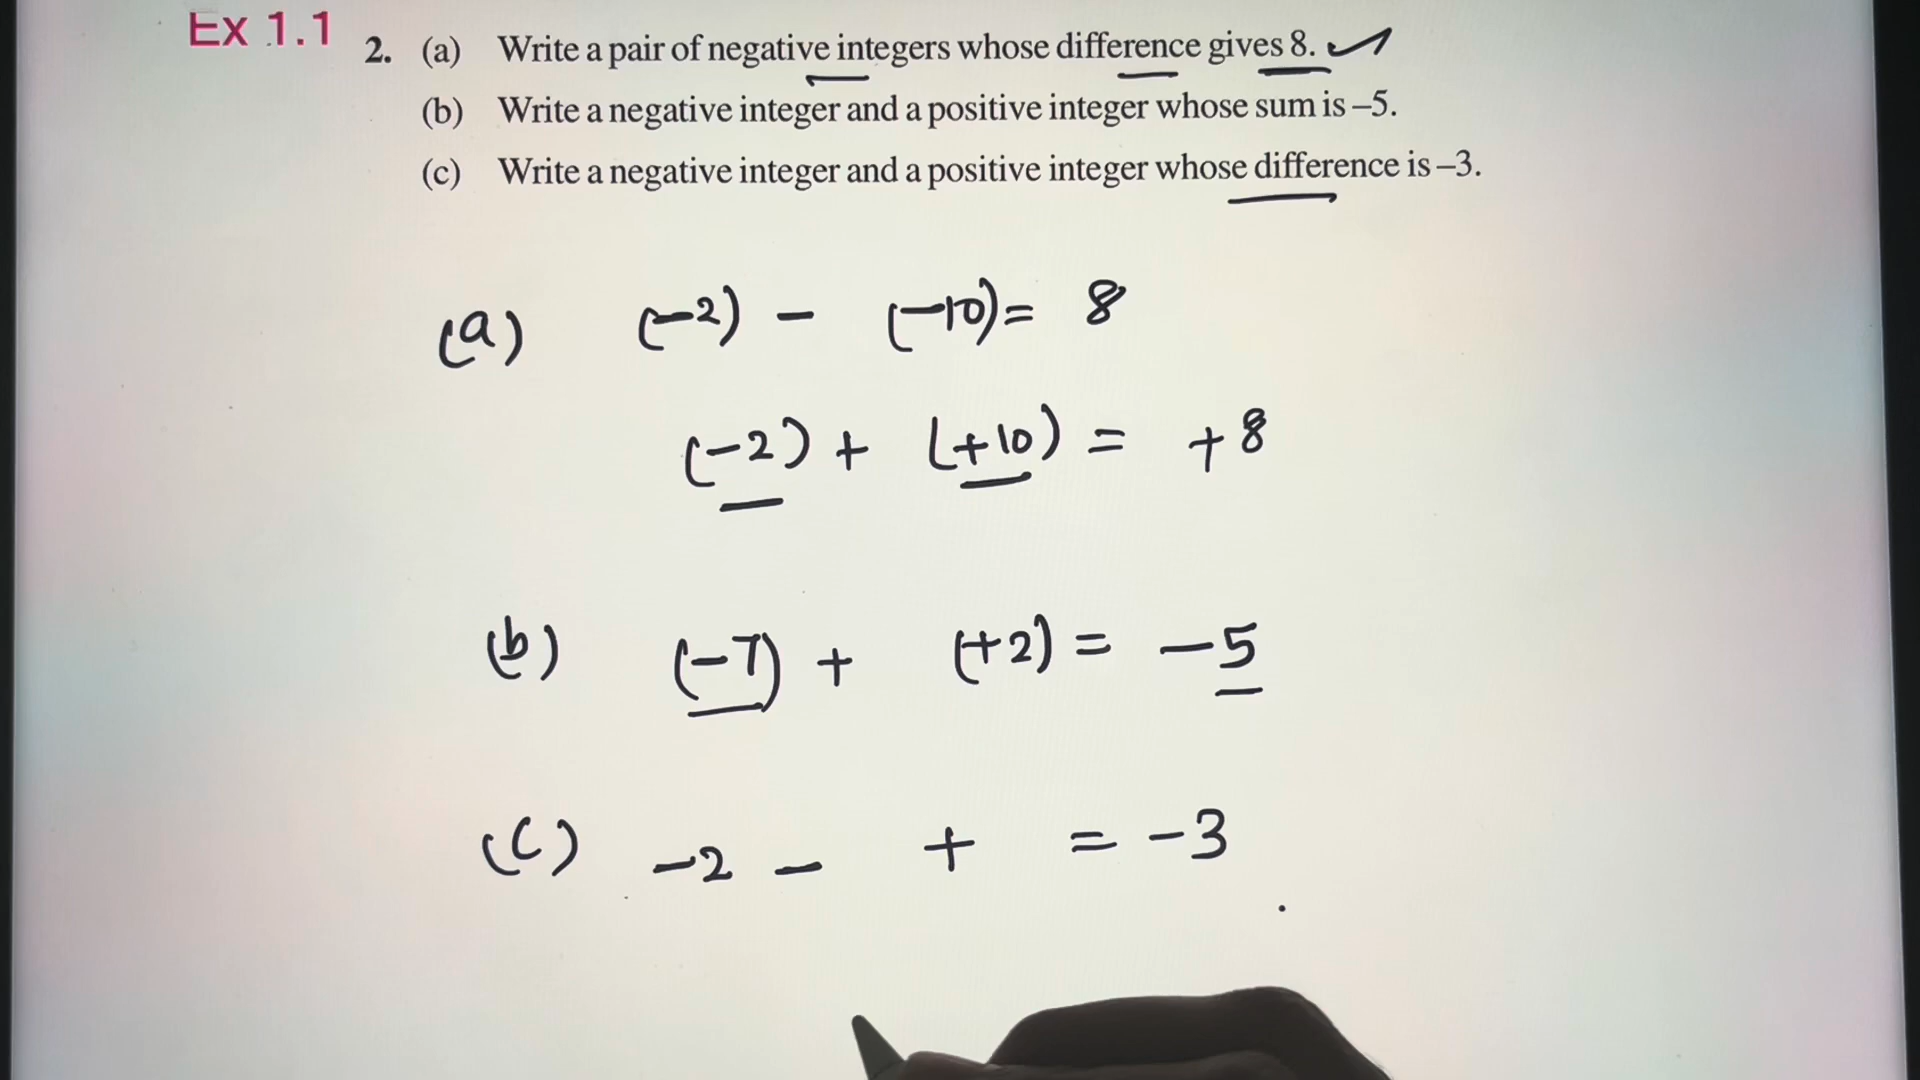 Ex 1.1
2. (a) Write a pair of negative integers whose difference gives 8.
(b) Write a negative integer and a positive integer whose sum is –5.
(c) Write a negative integer and a positive integer whose difference is –3.
(a) (-2) - (-10) = 8
(-2) + (+10) = +8
(b) (-7) + (+2) = -5
(c) -2 - + = -3